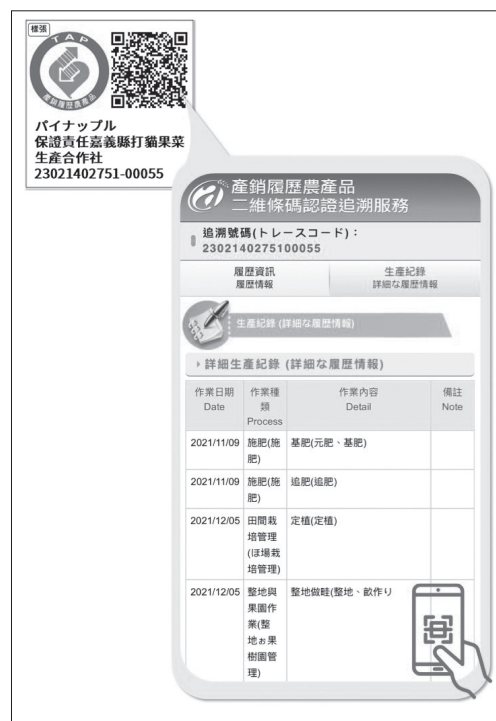 樣張
TAP
產銷履歷農產品
パイナップル
保證責任嘉義縣打貓果菜
生產合作社
23021402751-00055
產銷履歷農產品
二維條碼認證追溯服務
追溯號碼(トレースコード)：
2302140275100055
履歷資訊
履歴情報
生產紀錄
詳細な履歴情報
生產紀錄 (詳細な履歴情報)
詳細生產紀錄 (詳細な履歴情報)
作業日期
Date
作業種
類
Process
作業內容
Detail
備註
Note
2021/11/09 施肥(施
肥)
基肥(元肥、基肥)
2021/11/09 施肥(施
肥)
追肥(追肥)
2021/12/05 田間栽
培管理
(ほ場栽
培管理)
定植(定植)
2021/12/05 整地與
果園作
業(整
地ぉ果
樹園管
理)
整地做畦(整地、畝作り